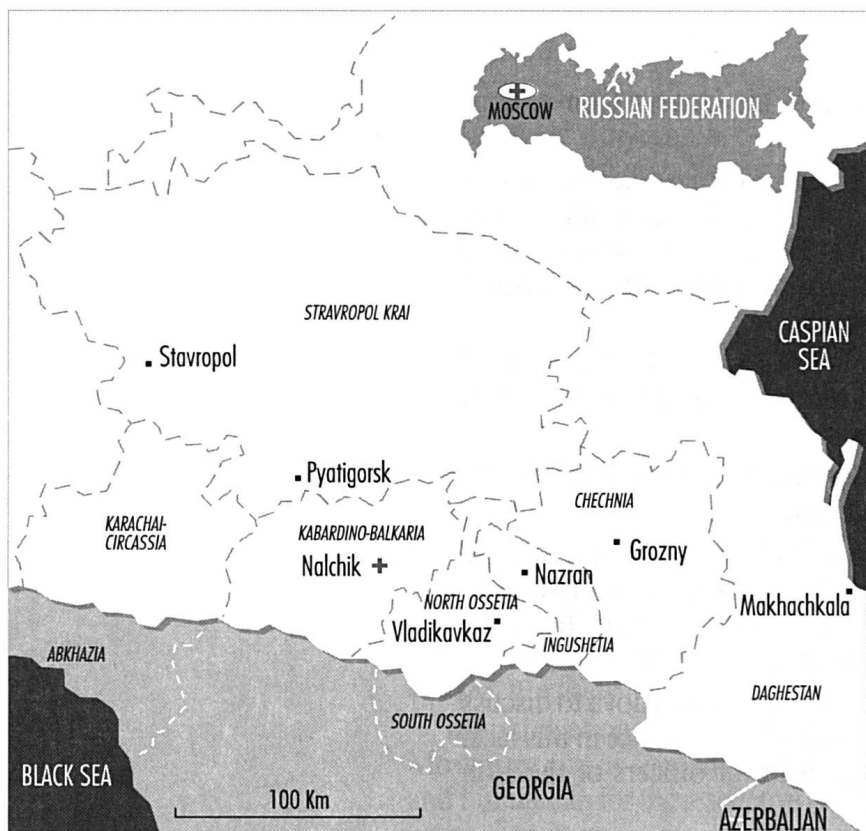 MOSCOW
RUSSIAN FEDERATION
CASPIAN
SEA
STRAVROPOL KRAI
Stavropol
Pyatigorsk
KARACHAI-
CIRCASSIA
KABARDINO-BALKARIA
Nalchik
CHECHNIA
Grozny
Nazran
NORTH OSSETIA
Vladikavkaz
INGUSHETIA
Makhachkala
DAGHESTAN
ABKHAZIA
SOUTH OSSETIA
BLACK SEA
100 Km
GEORGIA
AZERBAIJAN